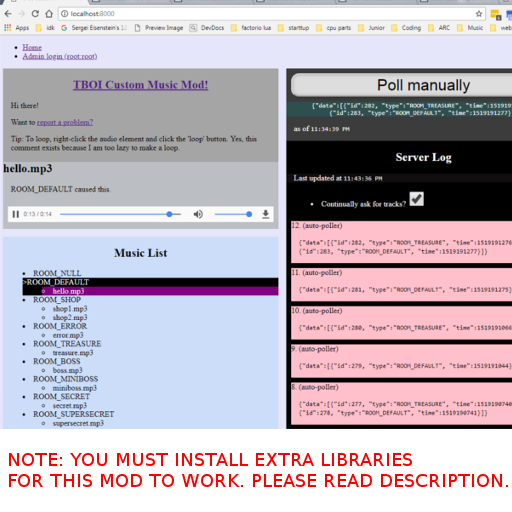 localhost:8000
Apps
idk
Sergei Eisenstein's
Preview Image
DevDocs
factorio-lua
starttup
cpu parts
Junior
Coding
ARC
Music
web
Home
Admin login (root:root)
TBOI Custom Music Mod!
Hi there!
Want to report a problem?
Tip: To loop, right-click the audio element and click the 'loop' button. Yes, this
comment exists because I am too lazy to make a loop.
hello.mp3
ROOM_DEFAULT caused this.
0:13 / 0:14
Music List
ROOM_NULL
>ROOM_DEFAULT
hello.mp3
ROOM_SHOP
shop1.mp3
shop2.mp3
ROOM_ERROR
error.mp3
ROOM_TREASURE
treasure.mp3
ROOM_BOSS
boss.mp3
ROOM_MINIBOSS
miniboss.mp3
ROOM_SECRET
secret.mp3
ROOM_SUPERSECRET
supersecret.mp3
Poll manually
{"data":[{"id":282, "type":"ROOM_TREASURE", "time":1519191
{"id":283, "type":"ROOM_DEFAULT", "time":1519191277}]
as of 11:34:39 PM
Server Log
Last updated at 11:43:36 PM
Continually ask for tracks?
12. (auto-poller)
{"data":[{"id":282, "type":"ROOM_TREASURE", "time":1519191276
{"id":283, "type":"ROOM_DEFAULT", "time":1519191277}]}
11. (auto-poller)
{"data":[{"id":281, "type":"ROOM_DEFAULT", "time":1519191275}
10. (auto-poller)
{"data":[{"id":280, "type":"ROOM_TREASURE", "time":1519191066
9. (auto-poller)
{"data":[{"id":279, "type":"ROOM_DEFAULT", "time":1519191044}
8. (auto-poller)
{"data":[{"id":277, "type":"ROOM_TREASURE", "time":1519190740
{"id":278, "type":"ROOM_DEFAULT", "time":1519190741}]}
NOTE: YOU MUST INSTALL EXTRA LIBRARIES
FOR THIS MOD TO WORK. PLEASE READ DESCRIPTION.